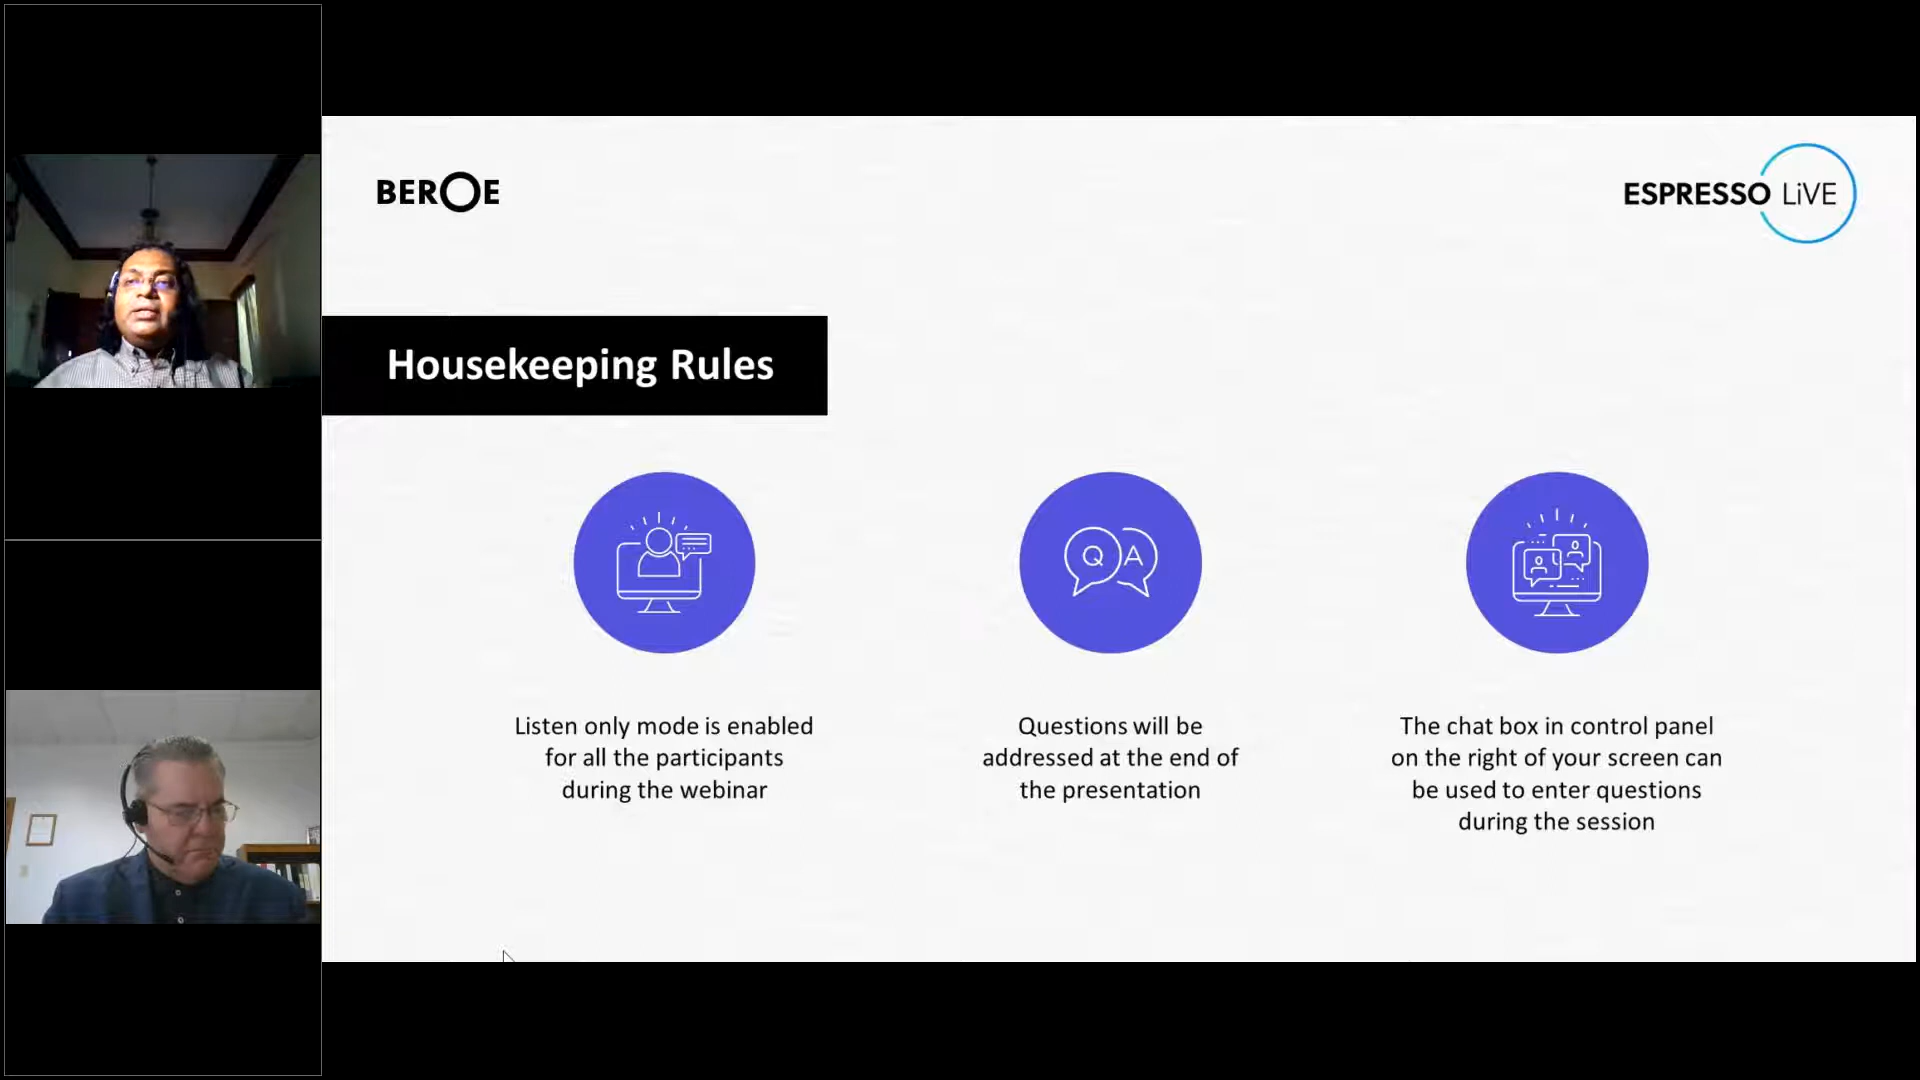 BEROE
ESPRESSO LiVE
Housekeeping Rules
Q A
Listen only mode is enabled
for all the participants
during the webinar
Questions will be
addressed at the end of
the presentation
The chat box in control panel
on the right of your screen can
be used to enter questions
during the session